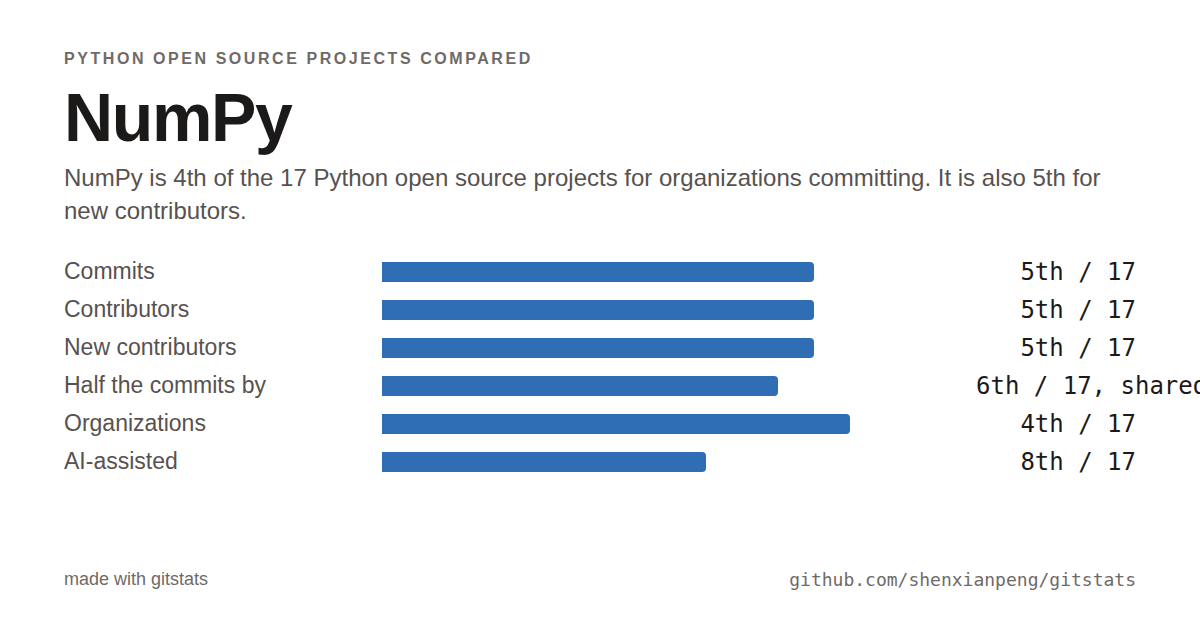 PYTHON OPEN SOURCE PROJECTS COMPARED
NumPy
NumPy is 4th of the 17 Python open source projects for organizations committing. It is also 5th for
new contributors.
Commits 5th / 17
Contributors 5th / 17
New contributors 5th / 17
Half the commits by 6th / 17, shared
Organizations 4th / 17
AI-assisted 8th / 17
made with gitstats github.com/shenxianpeng/gitstats